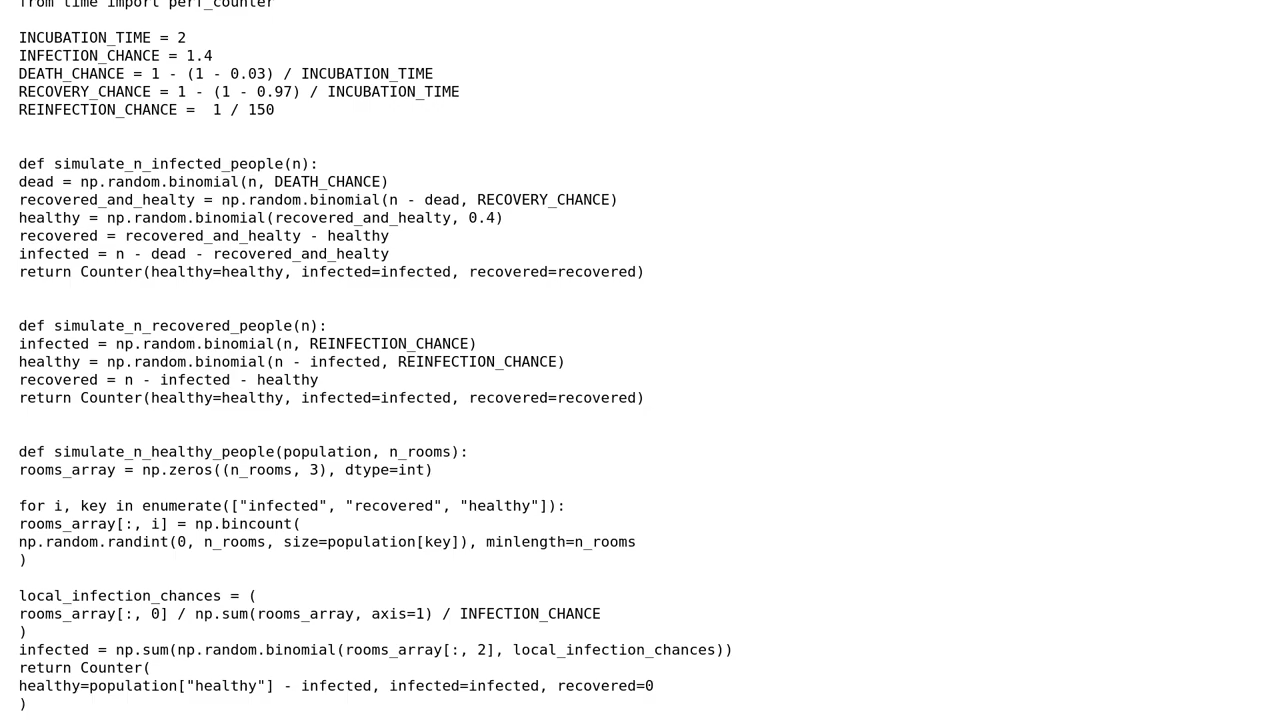 from time import perf_counter
INCUBATION_TIME = 2
INFECTION_CHANCE = 1.4
DEATH_CHANCE = 1 - (1 - 0.03) / INCUBATION_TIME
RECOVERY_CHANCE = 1 - (1 - 0.97) / INCUBATION_TIME
REINFECTION_CHANCE =  1 / 150
def simulate_n_infected_people(n):
dead = np.random.binomial(n, DEATH_CHANCE)
recovered_and_healty = np.random.binomial(n - dead, RECOVERY_CHANCE)
healthy = np.random.binomial(recovered_and_healty, 0.4)
recovered = recovered_and_healty - healthy
infected = n - dead - recovered_and_healty
return Counter(healthy=healthy, infected=infected, recovered=recovered)
def simulate_n_recovered_people(n):
infected = np.random.binomial(n, REINFECTION_CHANCE)
healthy = np.random.binomial(n - infected, REINFECTION_CHANCE)
recovered = n - infected - healthy
return Counter(healthy=healthy, infected=infected, recovered=recovered)
def simulate_n_healthy_people(population, n_rooms):
rooms_array = np.zeros((n_rooms, 3), dtype=int)
for i, key in enumerate(["infected", "recovered", "healthy"]):
rooms_array[:, i] = np.bincount(
np.random.randint(0, n_rooms, size=population[key]), minlength=n_rooms
)
local_infection_chances = (
rooms_array[:, 0] / np.sum(rooms_array, axis=1) / INFECTION_CHANCE
)
infected = np.sum(np.random.binomial(rooms_array[:, 2], local_infection_chances))
return Counter(
healthy=population["healthy"] - infected, infected=infected, recovered=0
)